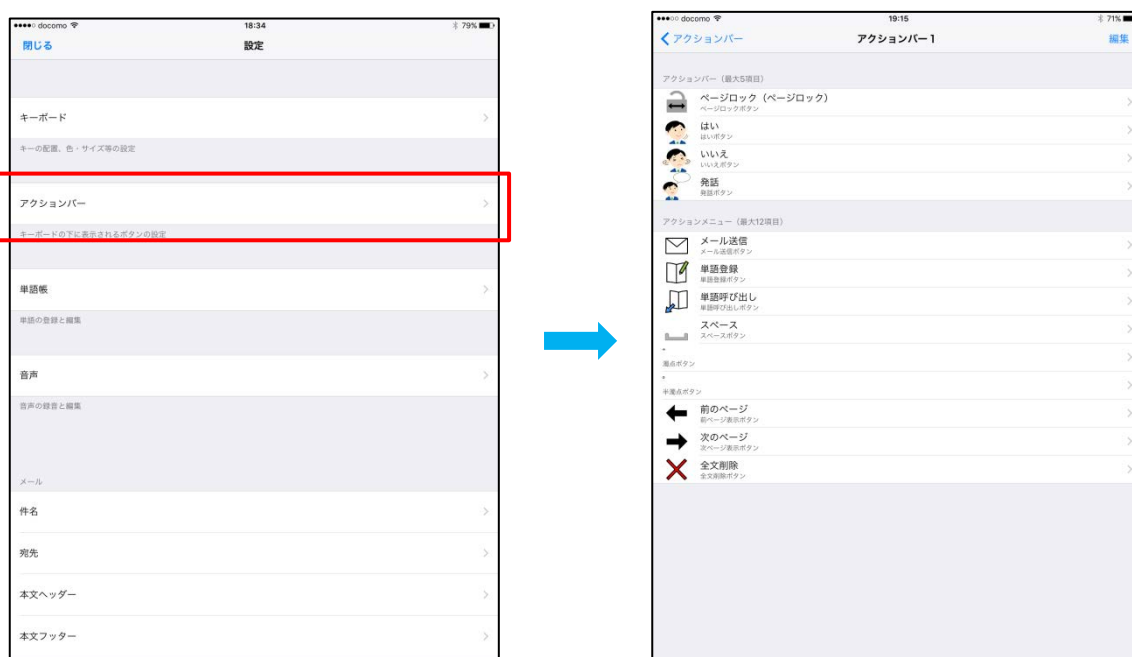 ●●●●○ docomo 18:34 79%
閉じる 設定
キーボード
キーの配置、色・サイズ等の設定
アクションバー
キーボードの下に表示されるボタンの設定
単語帳
単語の登録と編集
音声
音声の録音と編集
メール
件名
宛先
本文ヘッダー
本文フッター
●●●○○ docomo 19:15 71%
アクションバー アクションバー1 編集
アクションバー（最大5項目）
ページロック（ページロック）
ページロックボタン
はい
はいボタン
いいえ
いいえボタン
発話
発話ボタン
アクションメニュー（最大12項目）
メール送信
メール送信ボタン
単語登録
単語登録ボタン
単語呼び出し
単語呼び出しボタン
スペース
スペースボタン
゛
濁点ボタン
゜
半濁点ボタン
前のページ
前ページ表示ボタン
次のページ
次ページ表示ボタン
全文削除
全文削除ボタン